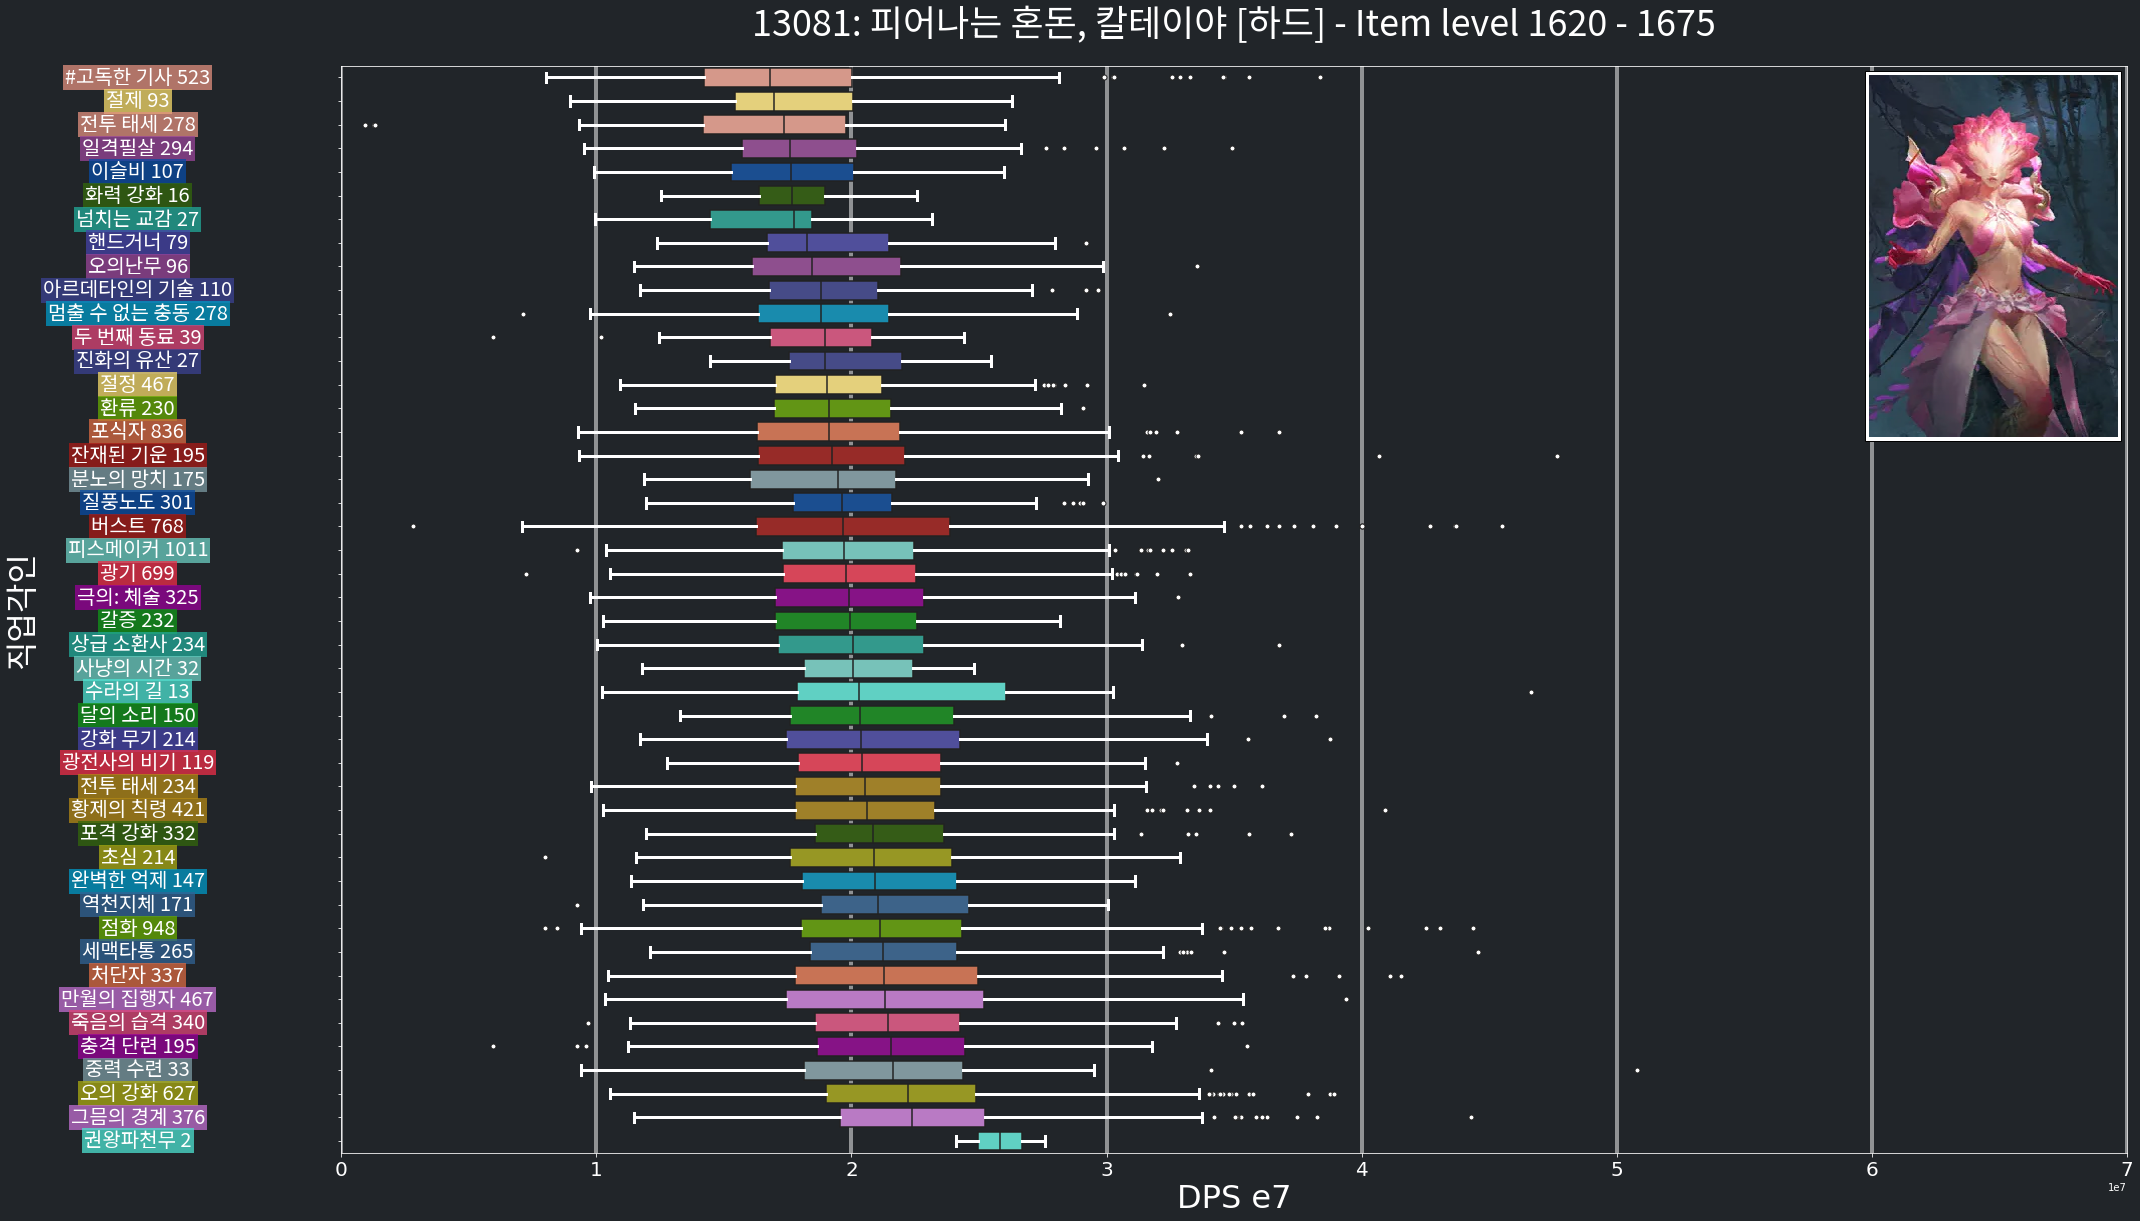 13081: 피어나는 혼돈, 칼테이야 [하드] - Item level 1620 - 1675
직업각인
#고독한 기사 523
절제 93
전투 태세 278
일격필살 294
이슬비 107
화력 강화 16
넘치는 교감 27
핸드거너 79
오의난무 96
아르데타인의 기술 110
멈출 수 없는 충동 278
두 번째 동료 39
진화의 유산 27
절정 467
환류 230
포식자 836
잔재된 기운 195
분노의 망치 175
질풍노도 301
버스트 768
피스메이커 1011
광기 699
극의: 체술 325
갈증 232
상급 소환사 234
사냥의 시간 32
수라의 길 13
달의 소리 150
강화 무기 214
광전사의 비기 119
전투 태세 234
황제의 칙령 421
포격 강화 332
초심 214
완벽한 억제 147
역천지체 171
점화 948
세맥타통 265
처단자 337
만월의 집행자 467
죽음의 습격 340
충격 단련 195
중력 수련 33
오의 강화 627
그믐의 경계 376
권왕파천무 2
0 1 2 3 4 5 6 7
1e7
DPS e7